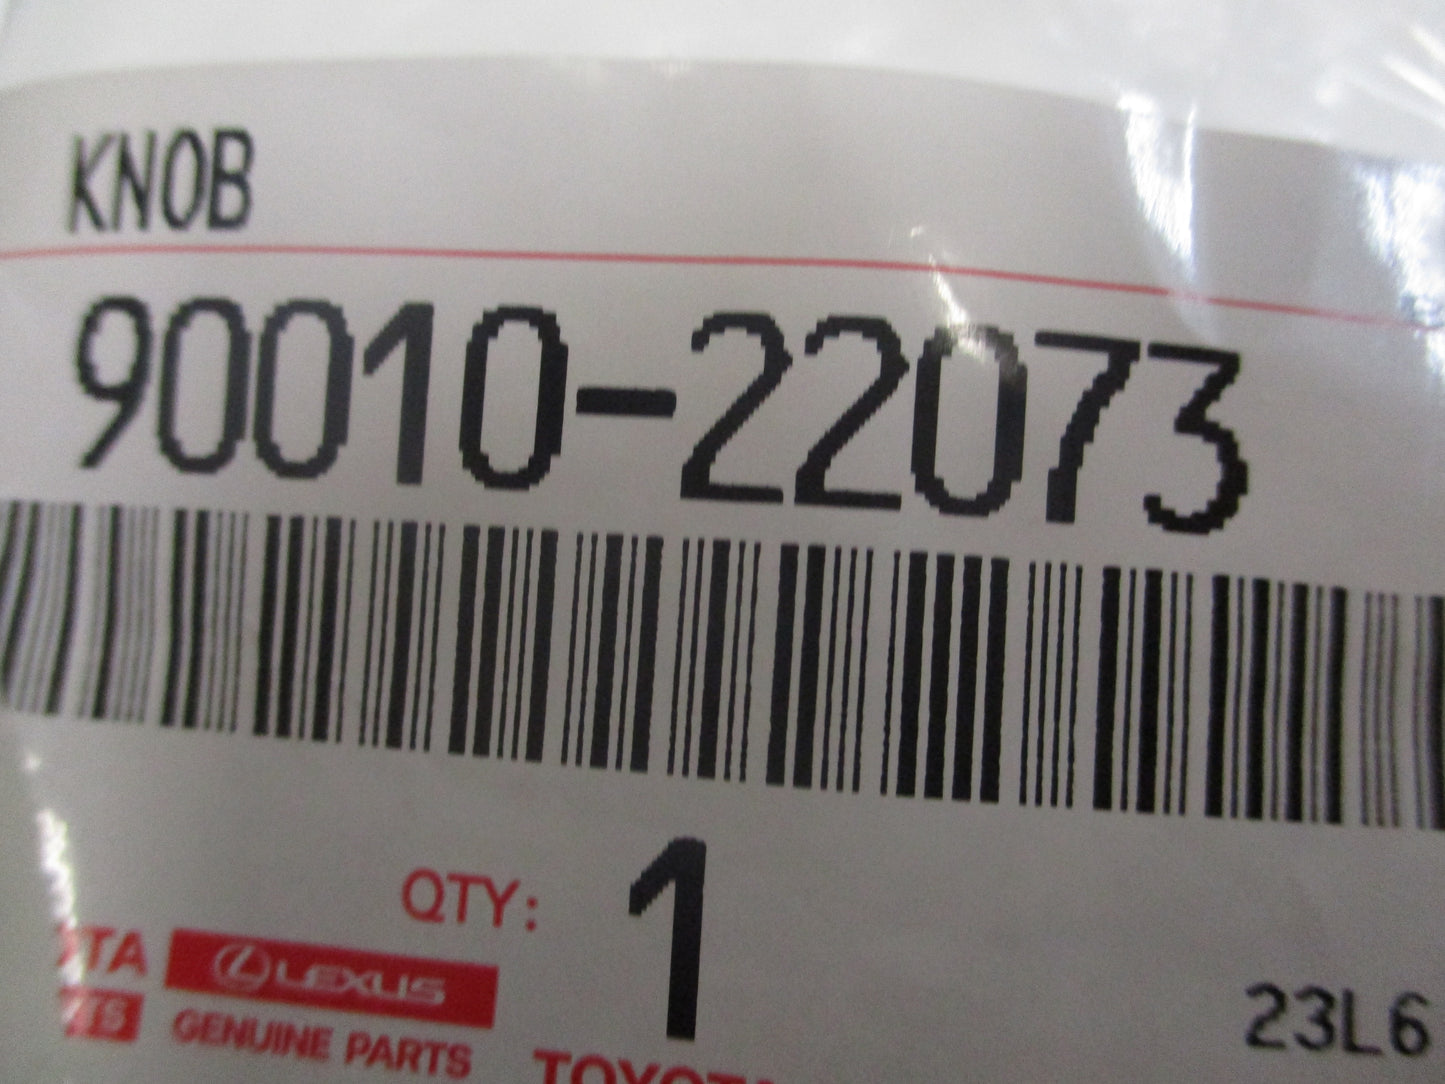 KNOB
90010-22073
QTY: 1
LEXUS
GENUINE PARTS
23L6